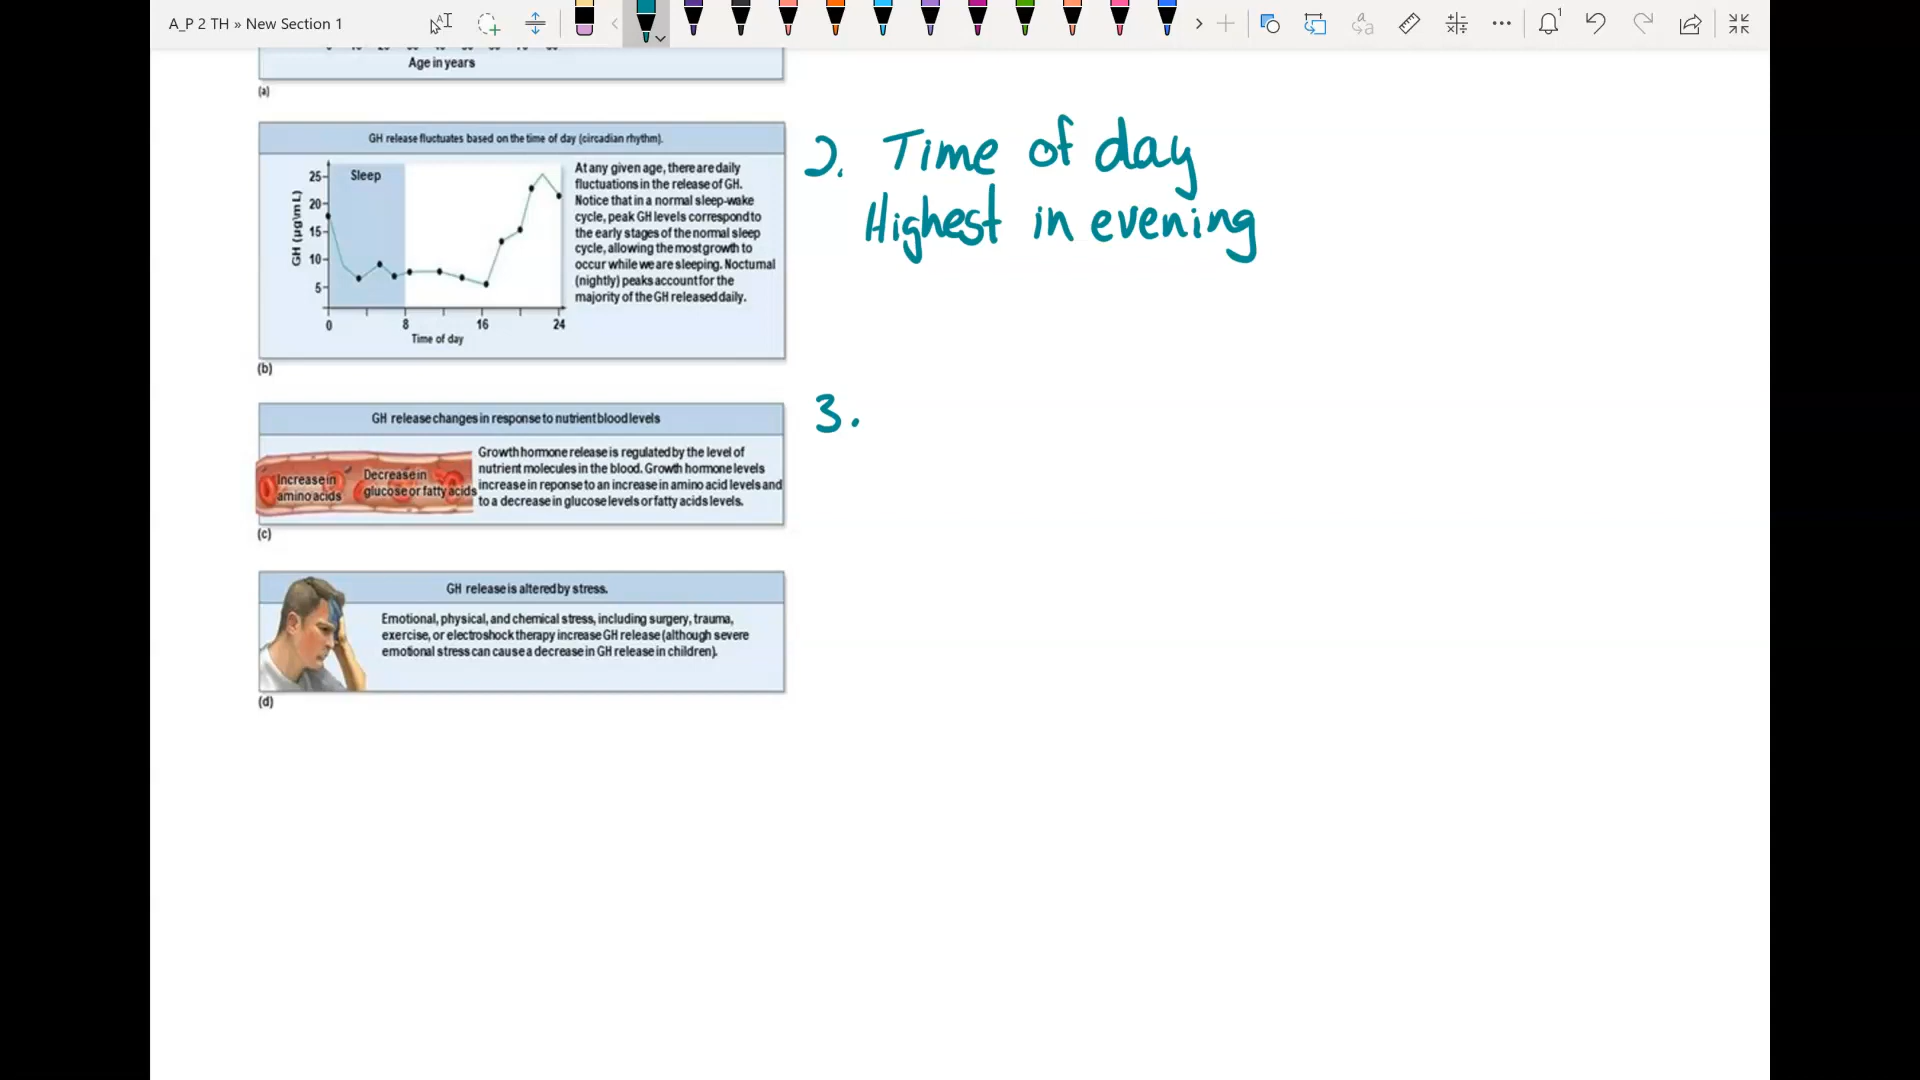 A_P 2 TH » New Section 1
Age in years
(a)
GH release fluctuates based on the time of day (circadian rhythm).
25
20
15
10
5
GH (µg\m L)
Sleep
0
8
16
24
Time of day
At any given age, there are daily
fluctuations in the release of GH.
Notice that in a normal sleep-wake
cycle, peak GH levels correspond to
the early stages of the normal sleep
cycle, allowing the most growth to
occur while we are sleeping. Noctumal
(nightly) peaks account for the
majority of the GH released daily.
(b)
2. Time of day
Highest in evening
GH release changes in response to nutrient blood levels
Increase in
amino acids
Decrease in
glucose or fatty acids
Growth hormone release is regulated by the level of
nutrient molecules in the blood. Growth hormone levels
increase in reponse to an increase in amino acid levels and
to a decrease in glucose levels or fatty acids levels.
(c)
3.
GH release is altered by stress.
Emotional, physical, and chemical stress, including surgery, trauma,
exercise, or electroshock therapy increase GH release (although severe
emotional stress can cause a decrease in GH release in children).
(d)